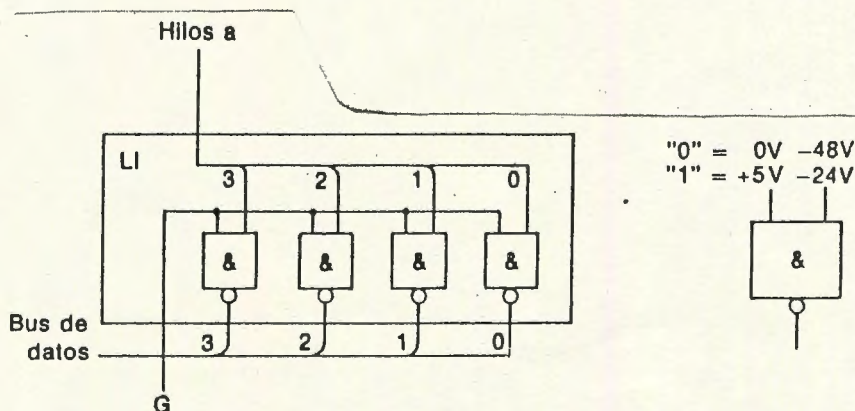 Hilos a
LI
3 2 1 0
& & & &
Bus de
datos
3 2 1 0
G
"0" = 0V -48V
"1" = +5V -24V
&